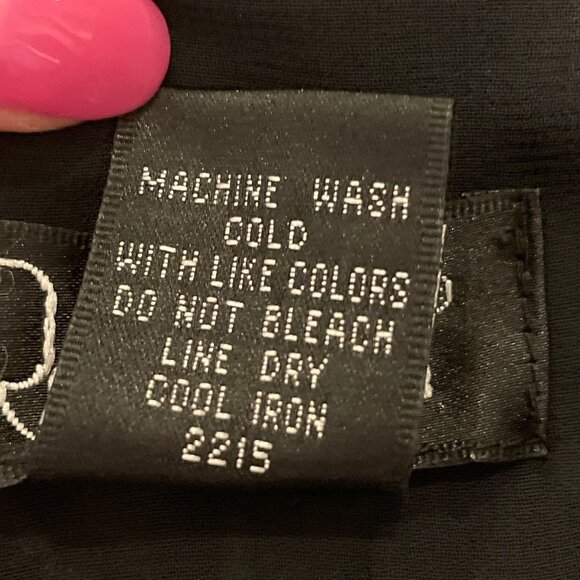 MACHINE WASH
COLD
WITH LIKE COLORS
DO NOT BLEACH
LINE DRY
COOL IRON
2215